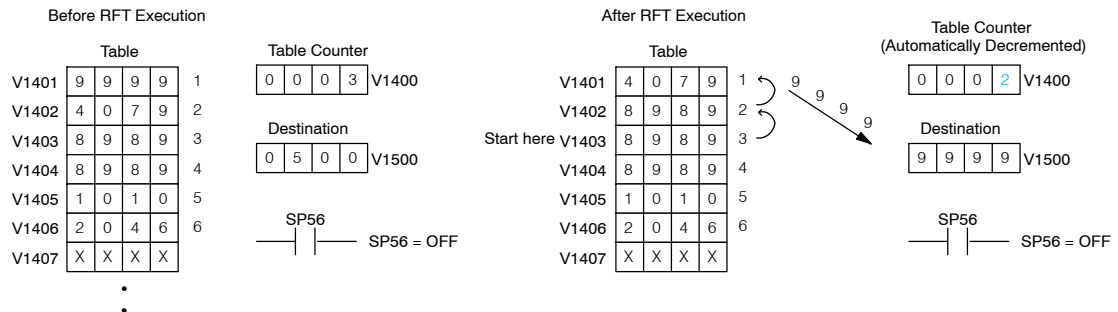 Before RFT Execution
Table
V1401 9 9 9 9 1
V1402 4 0 7 9 2
V1403 8 9 8 9 3
V1404 8 9 8 9 4
V1405 1 0 1 0 5
V1406 2 0 4 6 6
V1407 X X X X
Table Counter
0 0 0 3 V1400
Destination
0 5 0 0 V1500
SP56
SP56 = OFF
After RFT Execution
Table
V1401 4 0 7 9 1
V1402 8 9 8 9 2
Start here V1403 8 9 8 9 3
V1404 8 9 8 9 4
V1405 1 0 1 0 5
V1406 2 0 4 6 6
V1407 X X X X
9 9 9 9
Table Counter
(Automatically Decremented)
0 0 0 2 V1400
Destination
9 9 9 9 V1500
SP56
SP56 = OFF